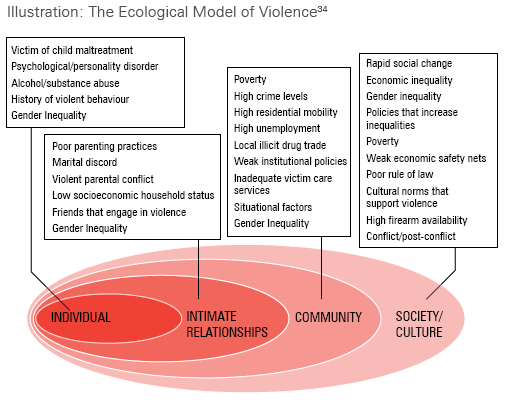 Illustration: The Ecological Model of Violence³⁴
Victim of child maltreatment
Psychological/personality disorder
Alcohol/substance abuse
History of violent behaviour
Gender Inequality
Poor parenting practices
Marital discord
Violent parental conflict
Low socioeconomic household status
Friends that engage in violence
Gender Inequality
Poverty
High crime levels
High residential mobility
High unemployment
Local illicit drug trade
Weak institutional policies
Inadequate victim care
services
Situational factors
Gender Inequality
Rapid social change
Economic inequality
Gender inequality
Policies that increase
inequalities
Poverty
Weak economic safety nets
Poor rule of law
Cultural norms that
support violence
High firearm availability
Conflict/post-conflict
INDIVIDUAL
INTIMATE
RELATIONSHIPS
COMMUNITY
SOCIETY/
CULTURE